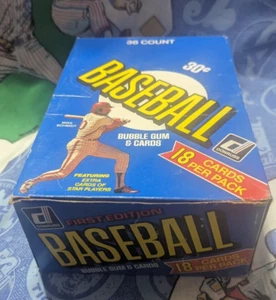 36 COUNT
30¢
BASEBALL
BUBBLE GUM
& CARDS
18 CARDS
PER PACK
FEATURING
EXTRA
CARDS OF
STAR PLAYERS
DONRUSS
FIRST EDITION
BASEBALL
BUBBLE GUM & CARDS
18 CARDS
PER PACK